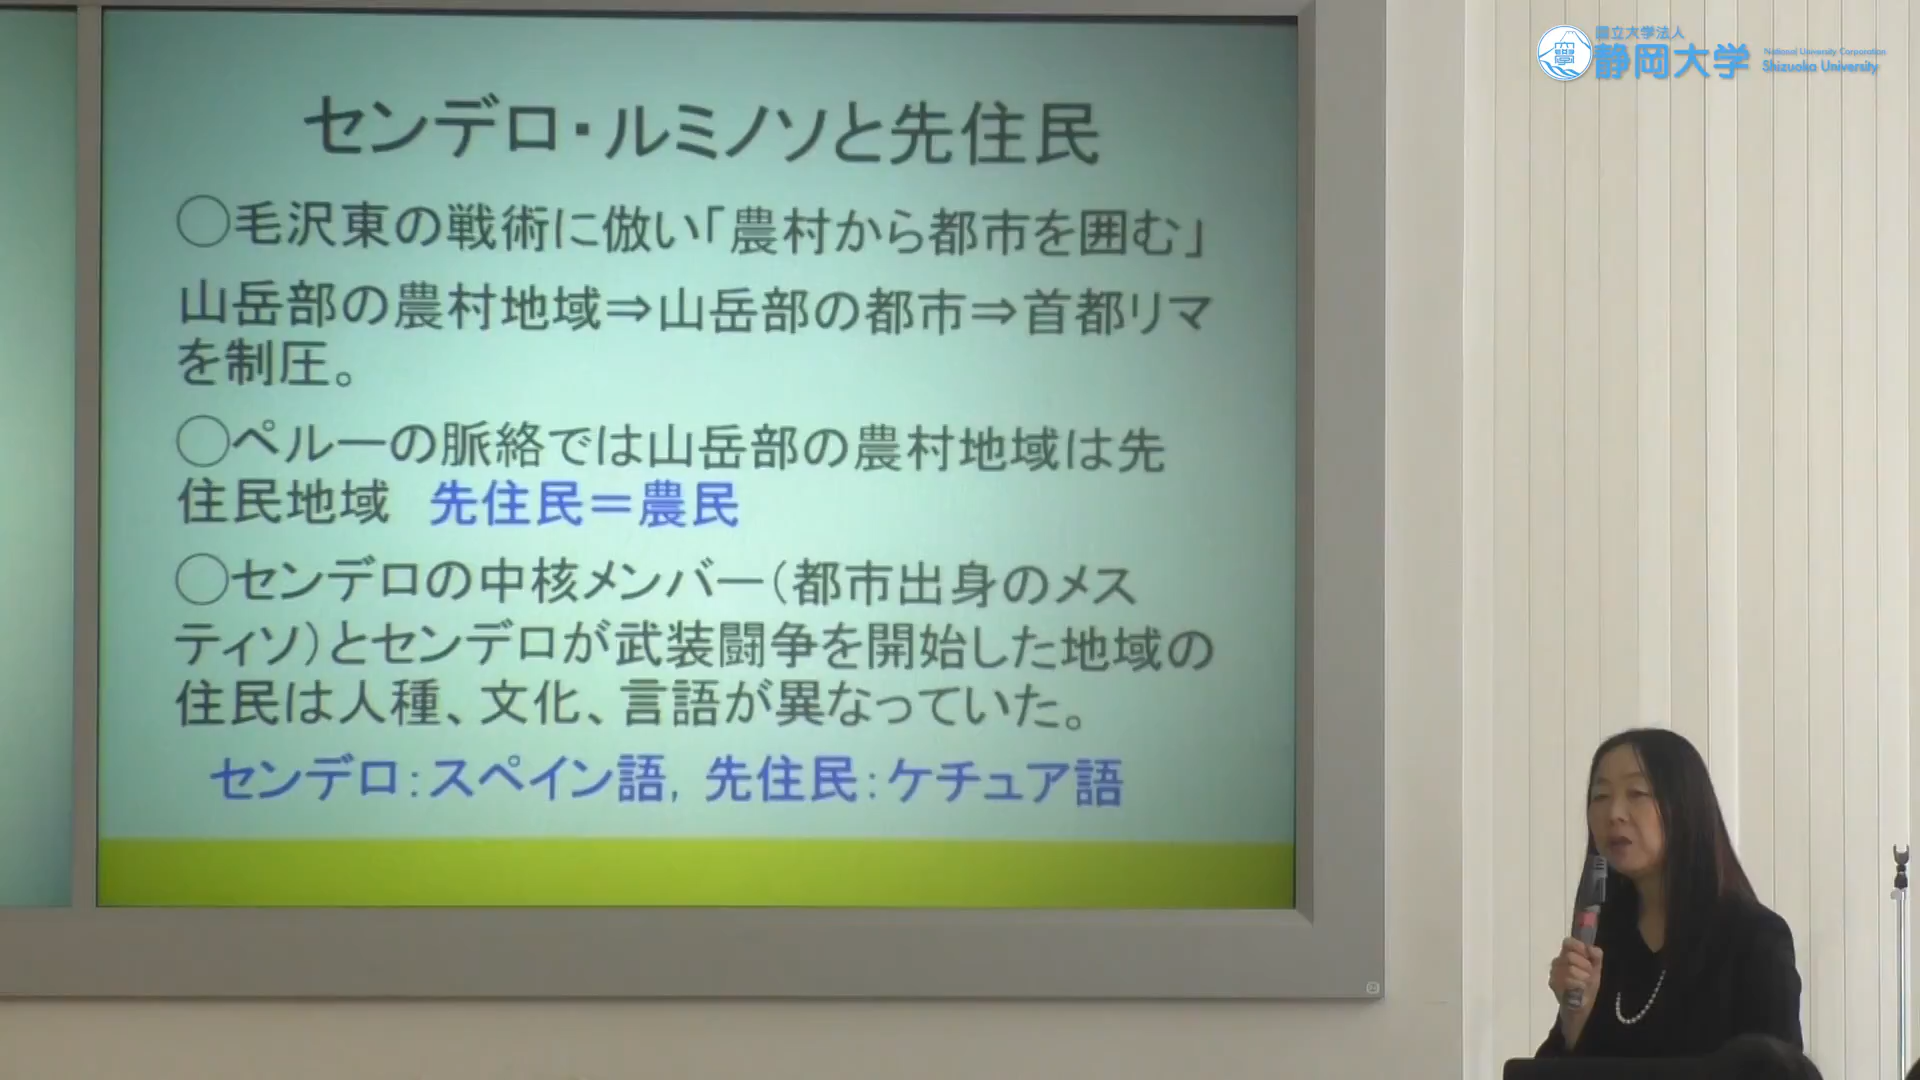 センデロ・ルミノソと先住民
◯毛沢東の戦術に倣い「農村から都市を囲む」
山岳部の農村地域⇒山岳部の都市⇒首都リマ
を制圧。
◯ペルーの脈絡では山岳部の農村地域は先
住民地域　先住民＝農民
◯センデロの中核メンバー（都市出身のメス
ティソ）とセンデロが武装闘争を開始した地域の
住民は人種、文化、言語が異なっていた。
センデロ：スペイン語，先住民：ケチュア語
国立大学法人
静岡大学
National University Corporation
Shizuoka University